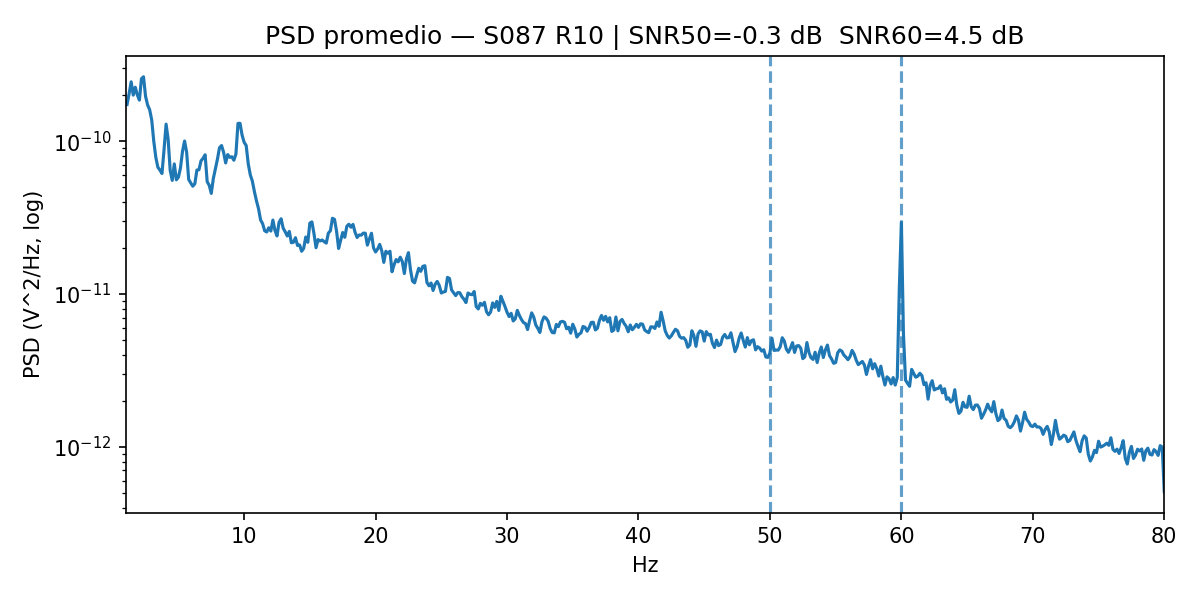 PSD promedio — S087 R10 | SNR50=-0.3 dB  SNR60=4.5 dB
PSD (V^2/Hz, log)
10^-10
10^-11
10^-12
10 20 30 40 50 60 70 80
Hz